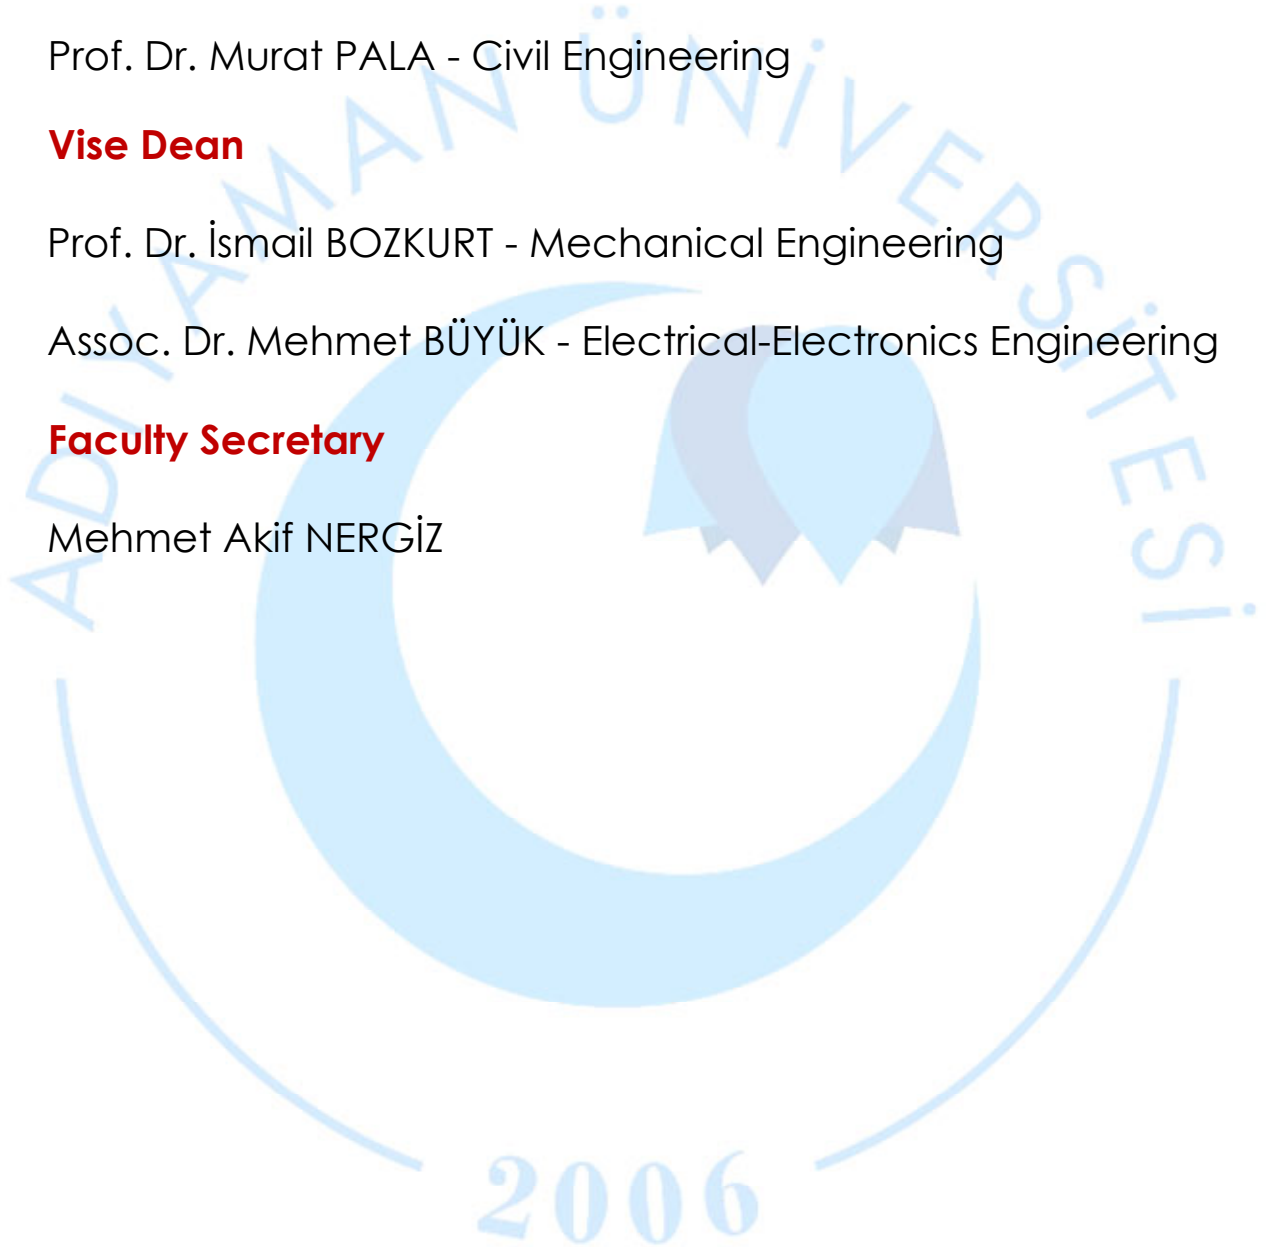 Prof. Dr. Murat PALA - Civil Engineering
Vise Dean
Prof. Dr. İsmail BOZKURT - Mechanical Engineering
Assoc. Dr. Mehmet BÜYÜK - Electrical-Electronics Engineering
Faculty Secretary
Mehmet Akif NERGİZ
ADIYAMAN ÜNİVERSİTESİ
2006